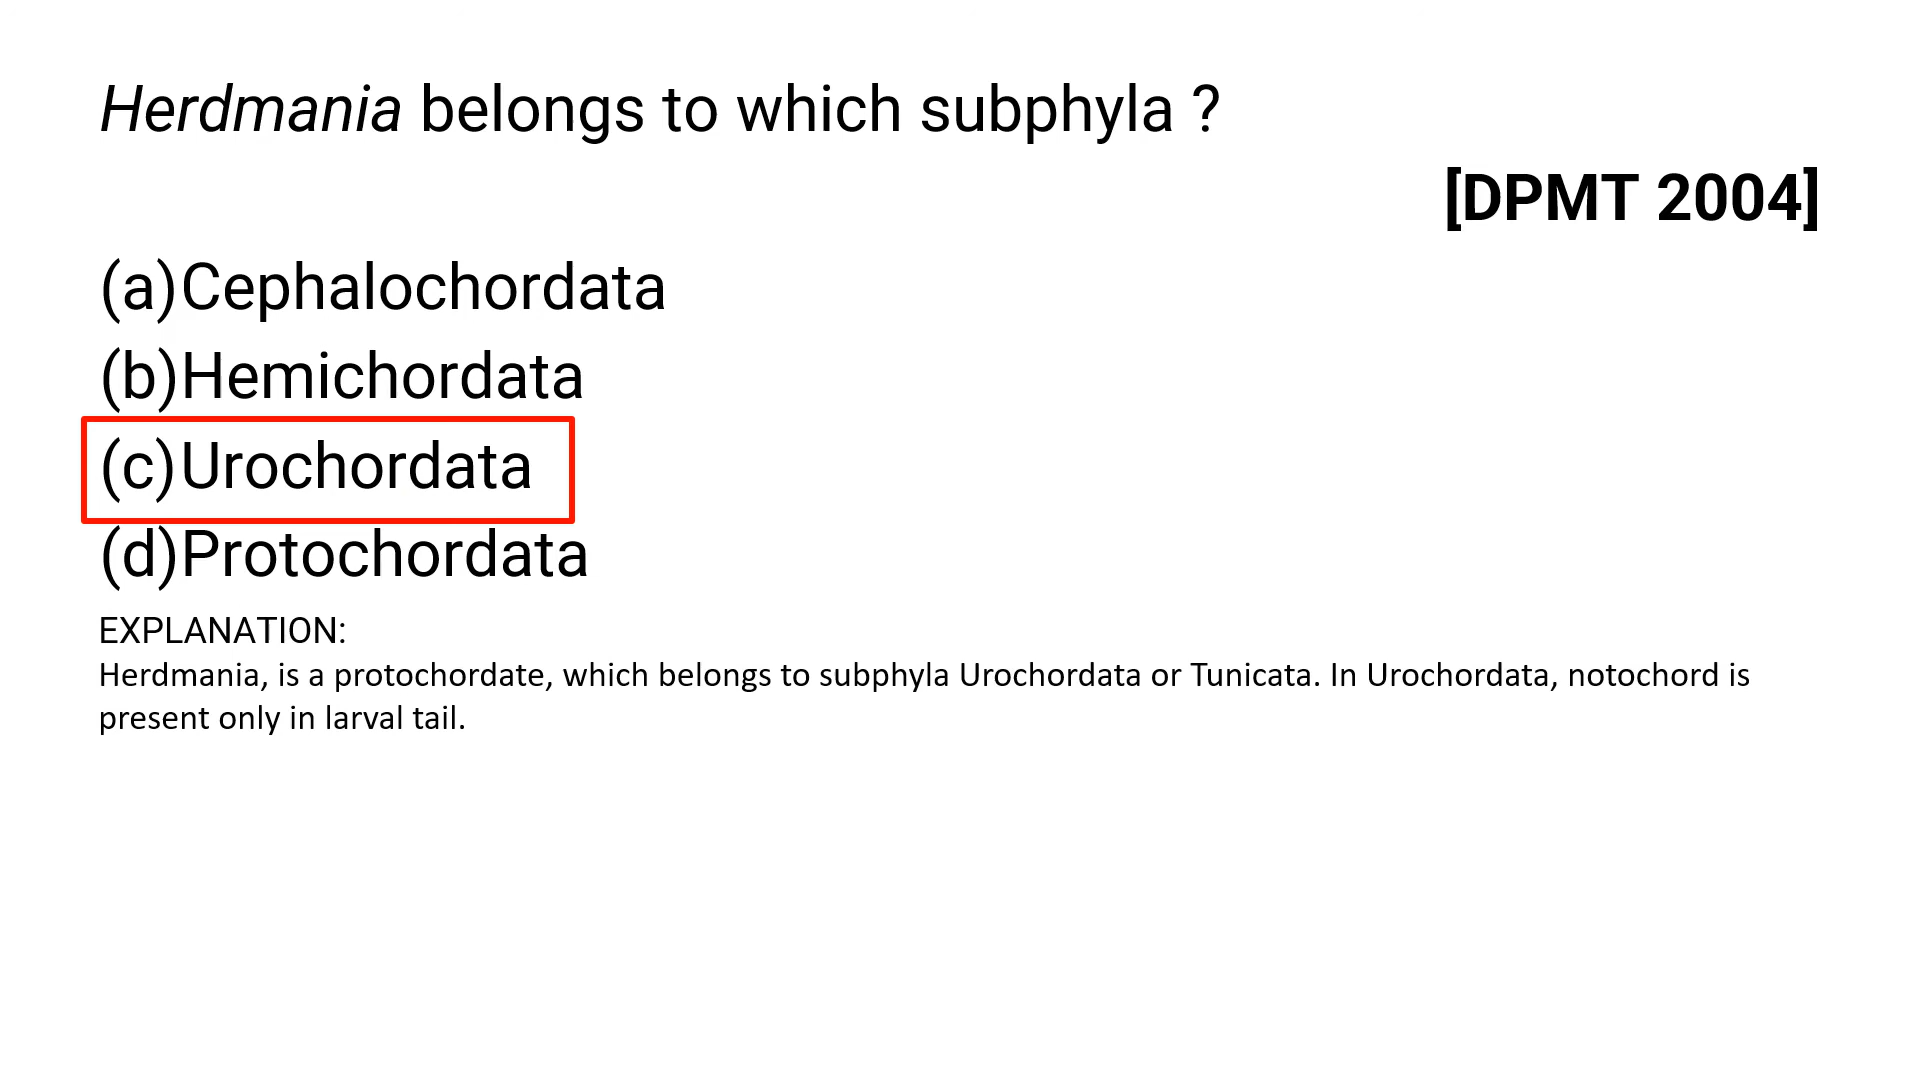 Herdmania belongs to which subphyla ?
[DPMT 2004]
(a)Cephalochordata
(b)Hemichordata
(c)Urochordata
(d)Protochordata
EXPLANATION:
Herdmania, is a protochordate, which belongs to subphyla Urochordata or Tunicata. In Urochordata, notochord is
present only in larval tail.